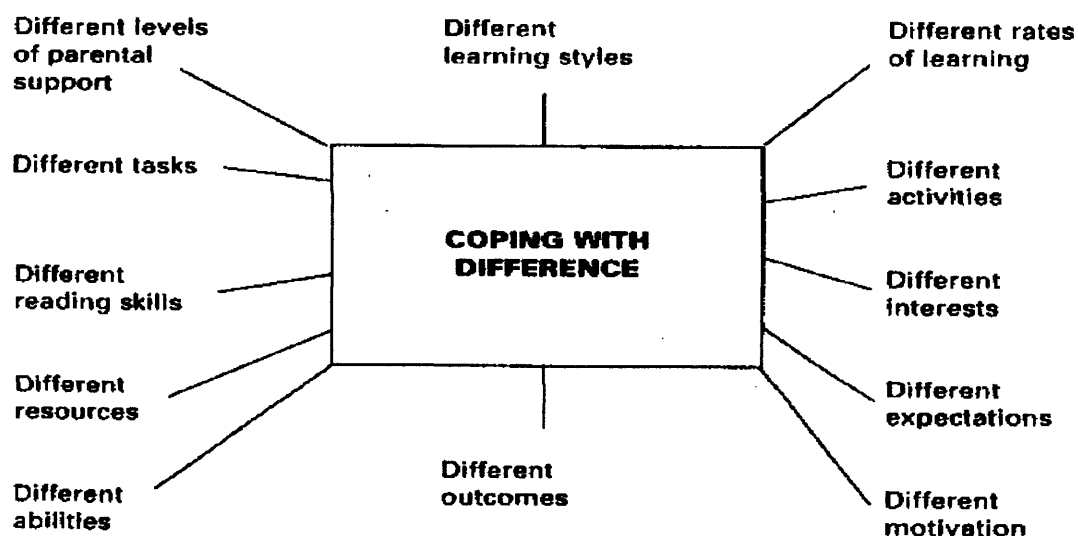 Different levels
of parental
support
Different
learning styles
Different rates
of learning
Different tasks
Different
activities
COPING WITH
DIFFERENCE
Different
reading skills
Different
interests
Different
resources
Different
expectations
Different
abilities
Different
outcomes
Different
motivation